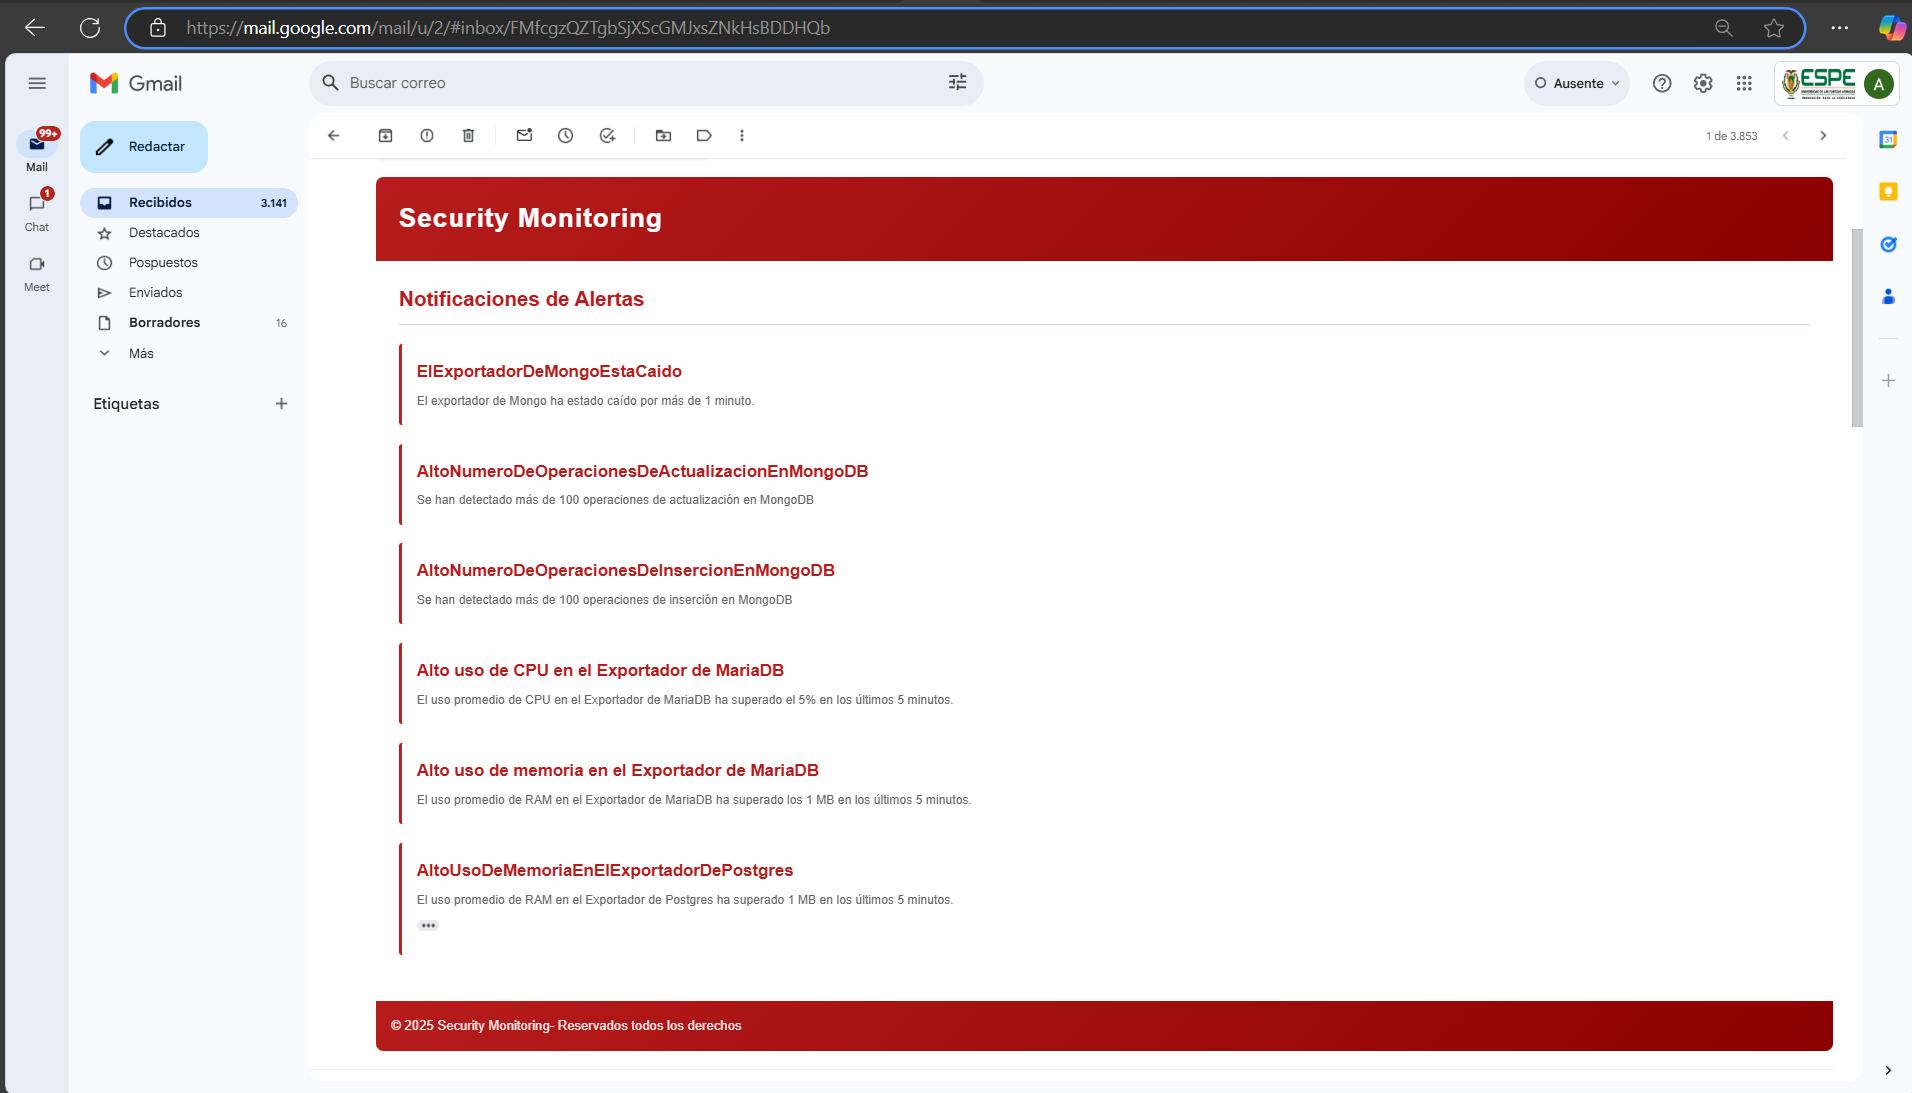 https://mail.google.com/mail/u/2/#inbox/FMfcgzQZTgbSjXScGMJxsZNkHsBDDHQb
Gmail
Buscar correo
Ausente
ESPE
A
99+
Mail
1
Chat
Meet
Redactar
Recibidos 3.141
Destacados
Pospuestos
Enviados
Borradores 16
Más
Etiquetas
1 de 3.853
31
Security Monitoring
Notificaciones de Alertas
ElExportadorDeMongoEstaCaido
El exportador de Mongo ha estado caído por más de 1 minuto.
AltoNumeroDeOperacionesDeActualizacionEnMongoDB
Se han detectado más de 100 operaciones de actualización en MongoDB
AltoNumeroDeOperacionesDeInsercionEnMongoDB
Se han detectado más de 100 operaciones de inserción en MongoDB
Alto uso de CPU en el Exportador de MariaDB
El uso promedio de CPU en el Exportador de MariaDB ha superado el 5% en los últimos 5 minutos.
Alto uso de memoria en el Exportador de MariaDB
El uso promedio de RAM en el Exportador de MariaDB ha superado los 1 MB en los últimos 5 minutos.
AltoUsoDeMemoriaEnElExportadorDePostgres
El uso promedio de RAM en el Exportador de Postgres ha superado 1 MB en los últimos 5 minutos.
© 2025 Security Monitoring- Reservados todos los derechos